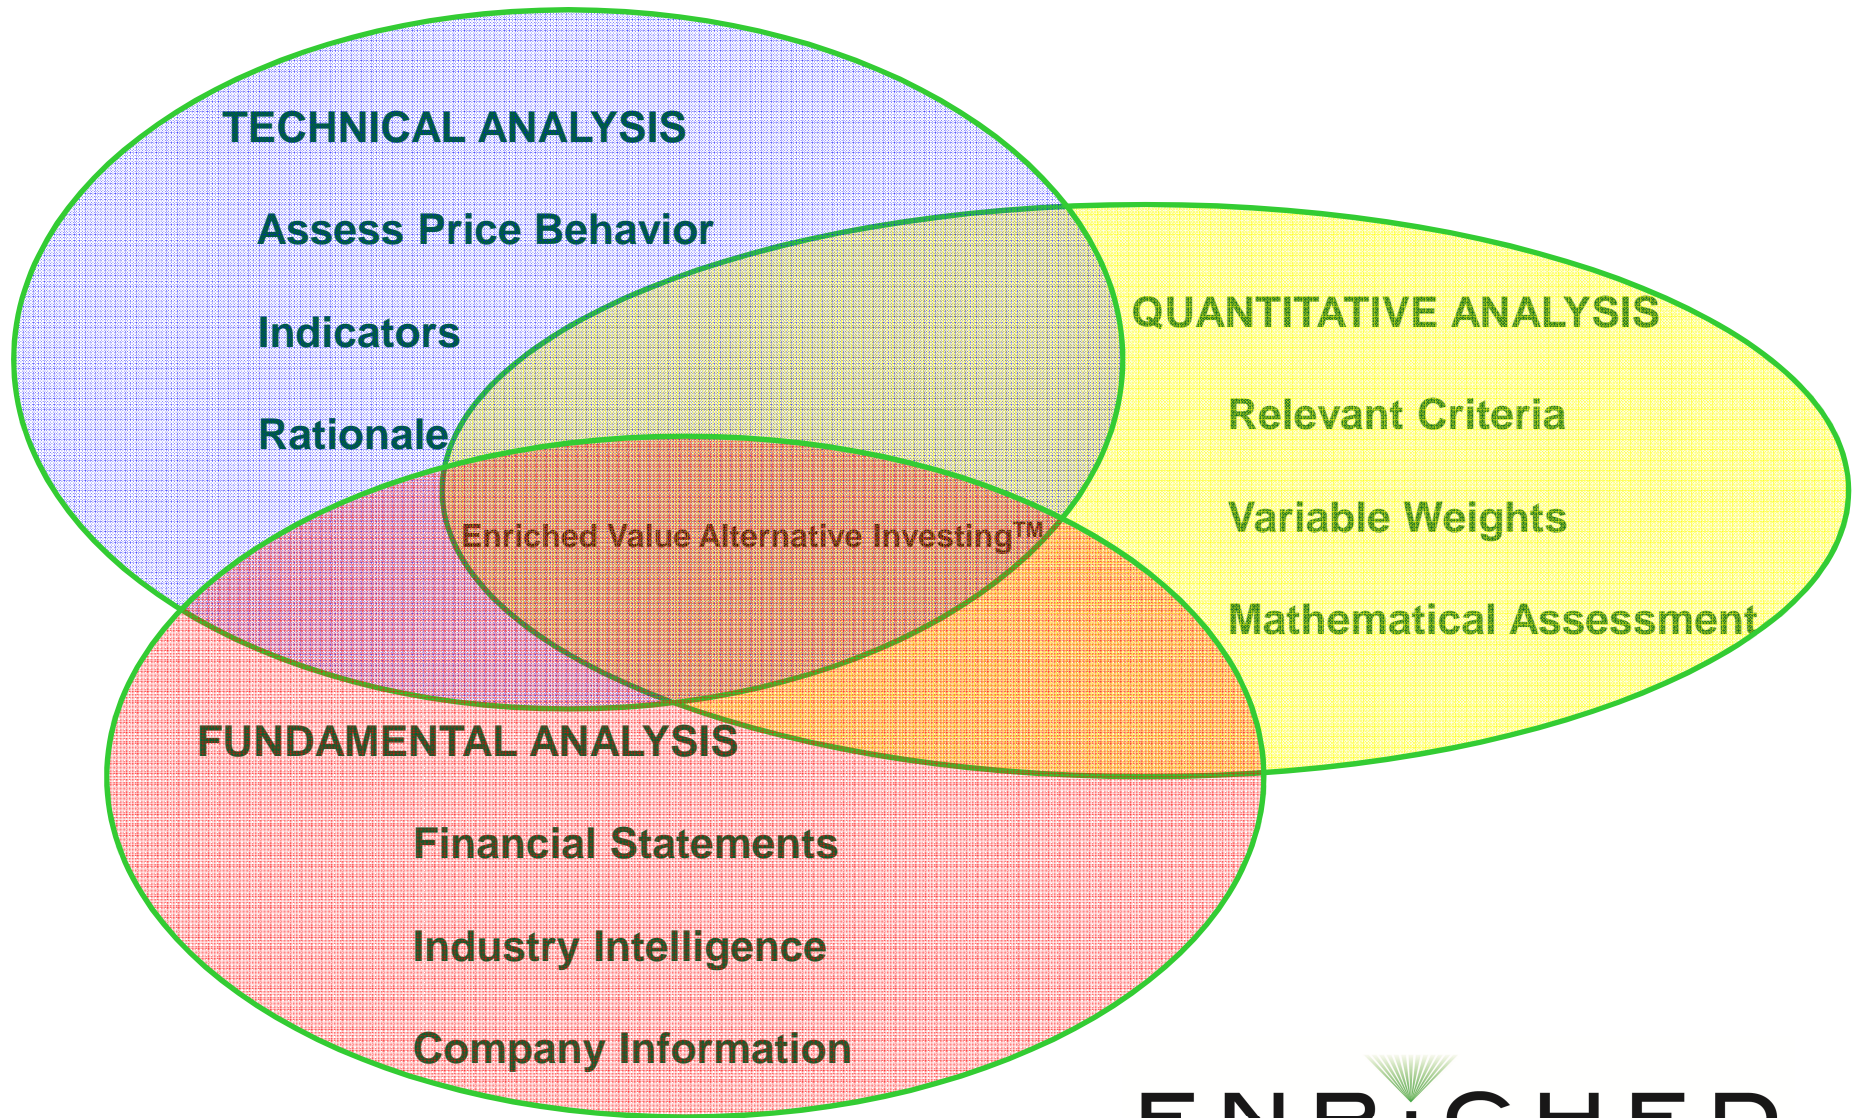 TECHNICAL ANALYSIS
Assess Price Behavior
Indicators
Rationale
QUANTITATIVE ANALYSIS
Relevant Criteria
Variable Weights
Mathematical Assessment
Enriched Value Alternative Investing™
FUNDAMENTAL ANALYSIS
Financial Statements
Industry Intelligence
Company Information
ENRiCHED